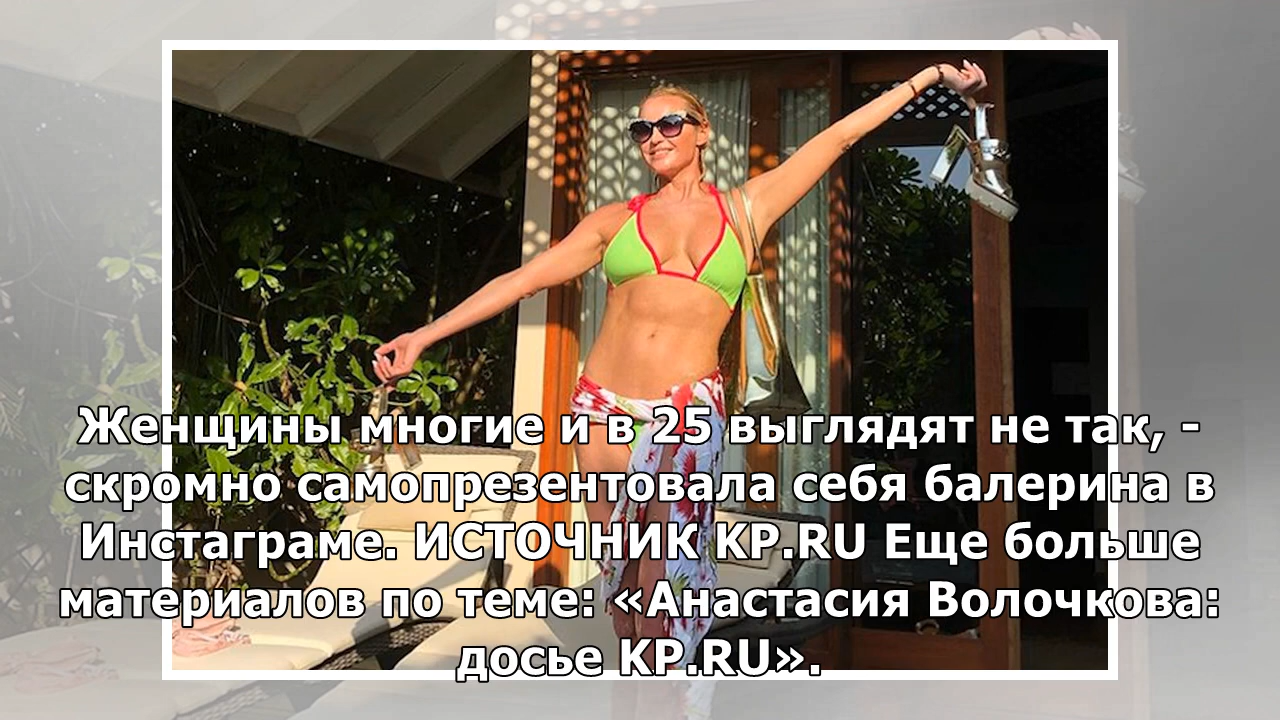 Женщины многие и в 25 выглядят не так, -
скромно самопрезентовала себя балерина в
Инстаграме. ИСТОЧНИК KP.RU Еще больше
материалов по теме: «Анастасия Волочкова:
досье KP.RU».